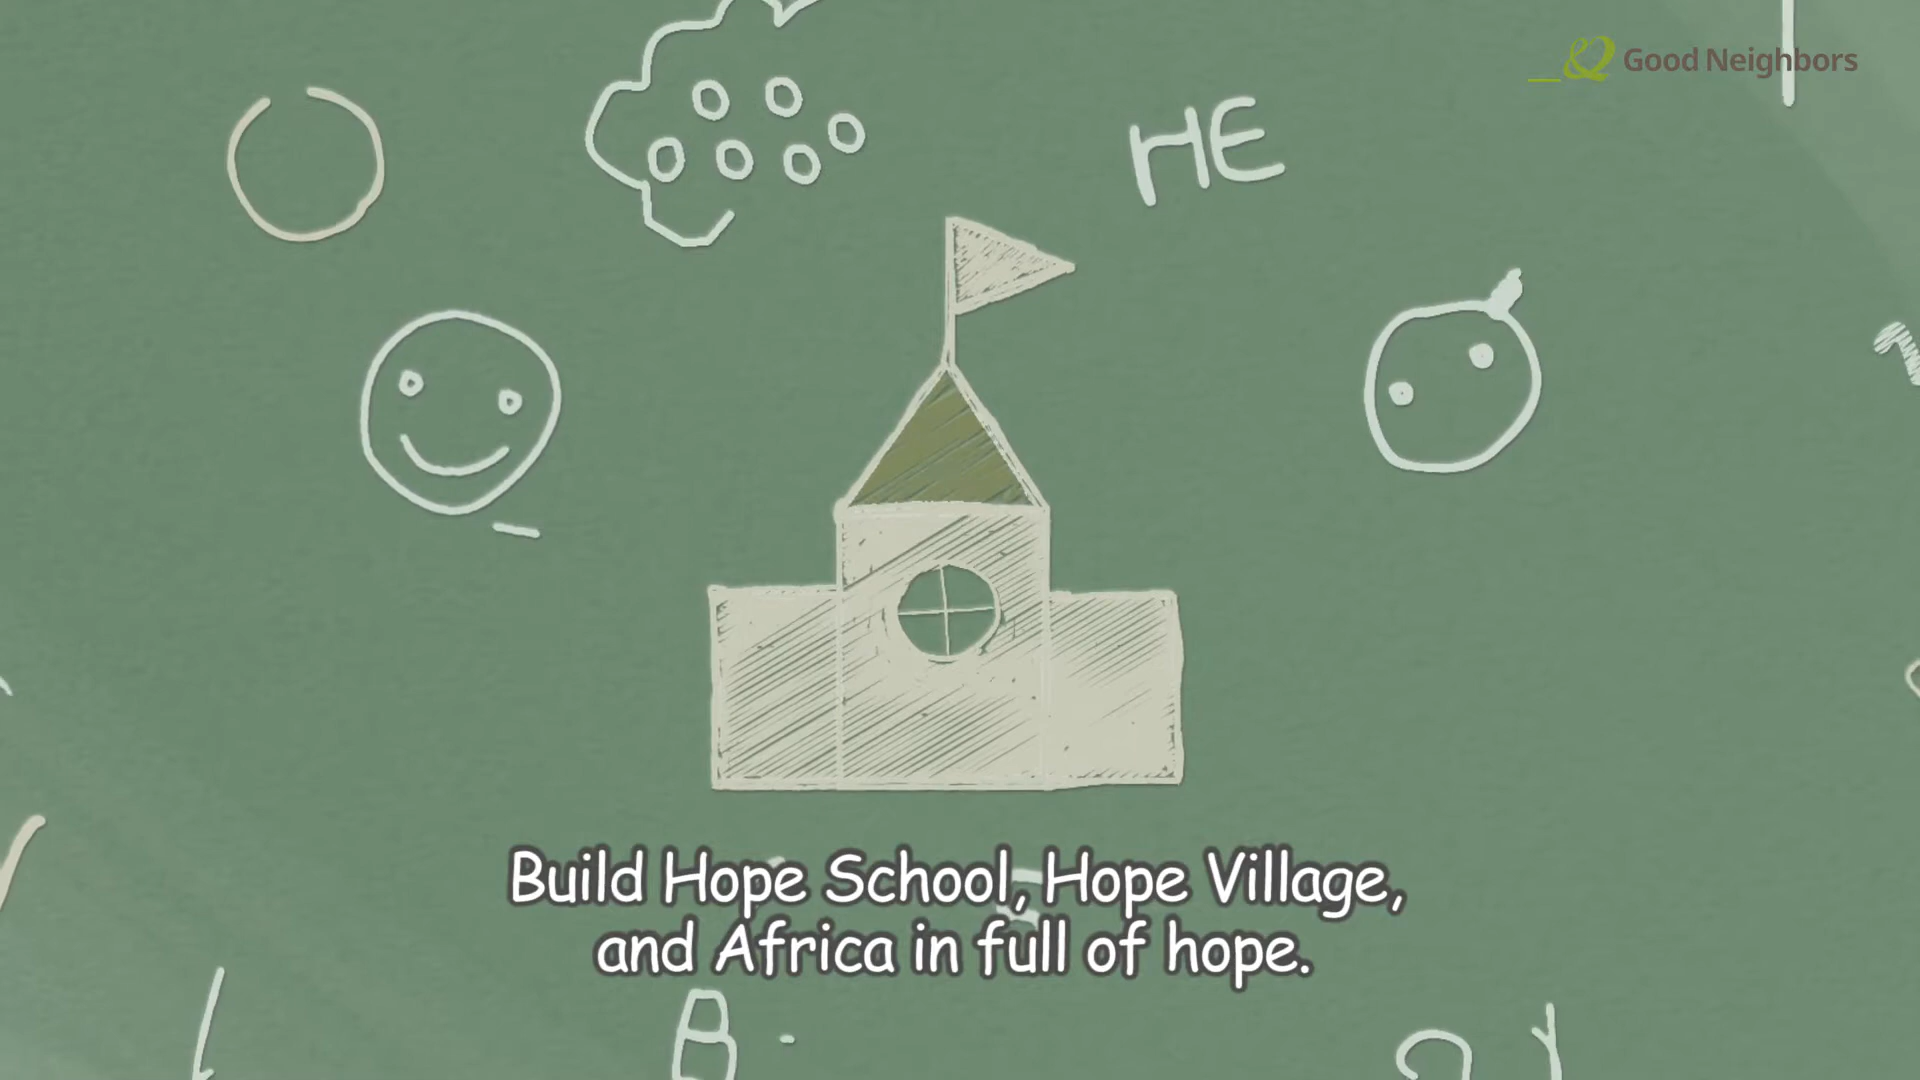 Good Neighbors
HE
Build Hope School, Hope Village,
and Africa in full of hope.
B